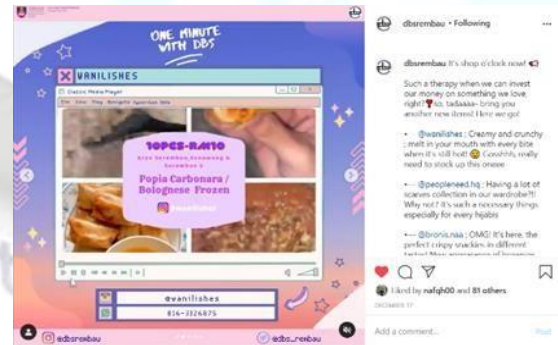 ONE MINUTE
WITH DBS
VANILISHES
Classic Media Player
10PCS-RM10
Popia Carbonara /
Bolognese Frozen
@vanilishes
016-3326875
@dbsrembau
@dbs_rembau
dbsrembau • Following
dbsrembau It's shop o'clock now!
Such a therapy when we can invest
our money on something we love,
right? so, tadaaaa- bring you
another new items! Here we go!
@wanilishes ; Creamy and crunchy
; melt in your mouth with every bite
when it's still hot! Gosshhh, really
need to stock up this oneee
@peopleneed.hq ; Having a lot of
scarves collection in our wardrobe?!!
Why not? It's such a necessary things
especially for every hijabis
@bronis.naa ; OMG! It's here, the
perfect crispy snackies in different
Liked by nafqh00 and 81 others
DECEMBER 17
Add a comment...
Post